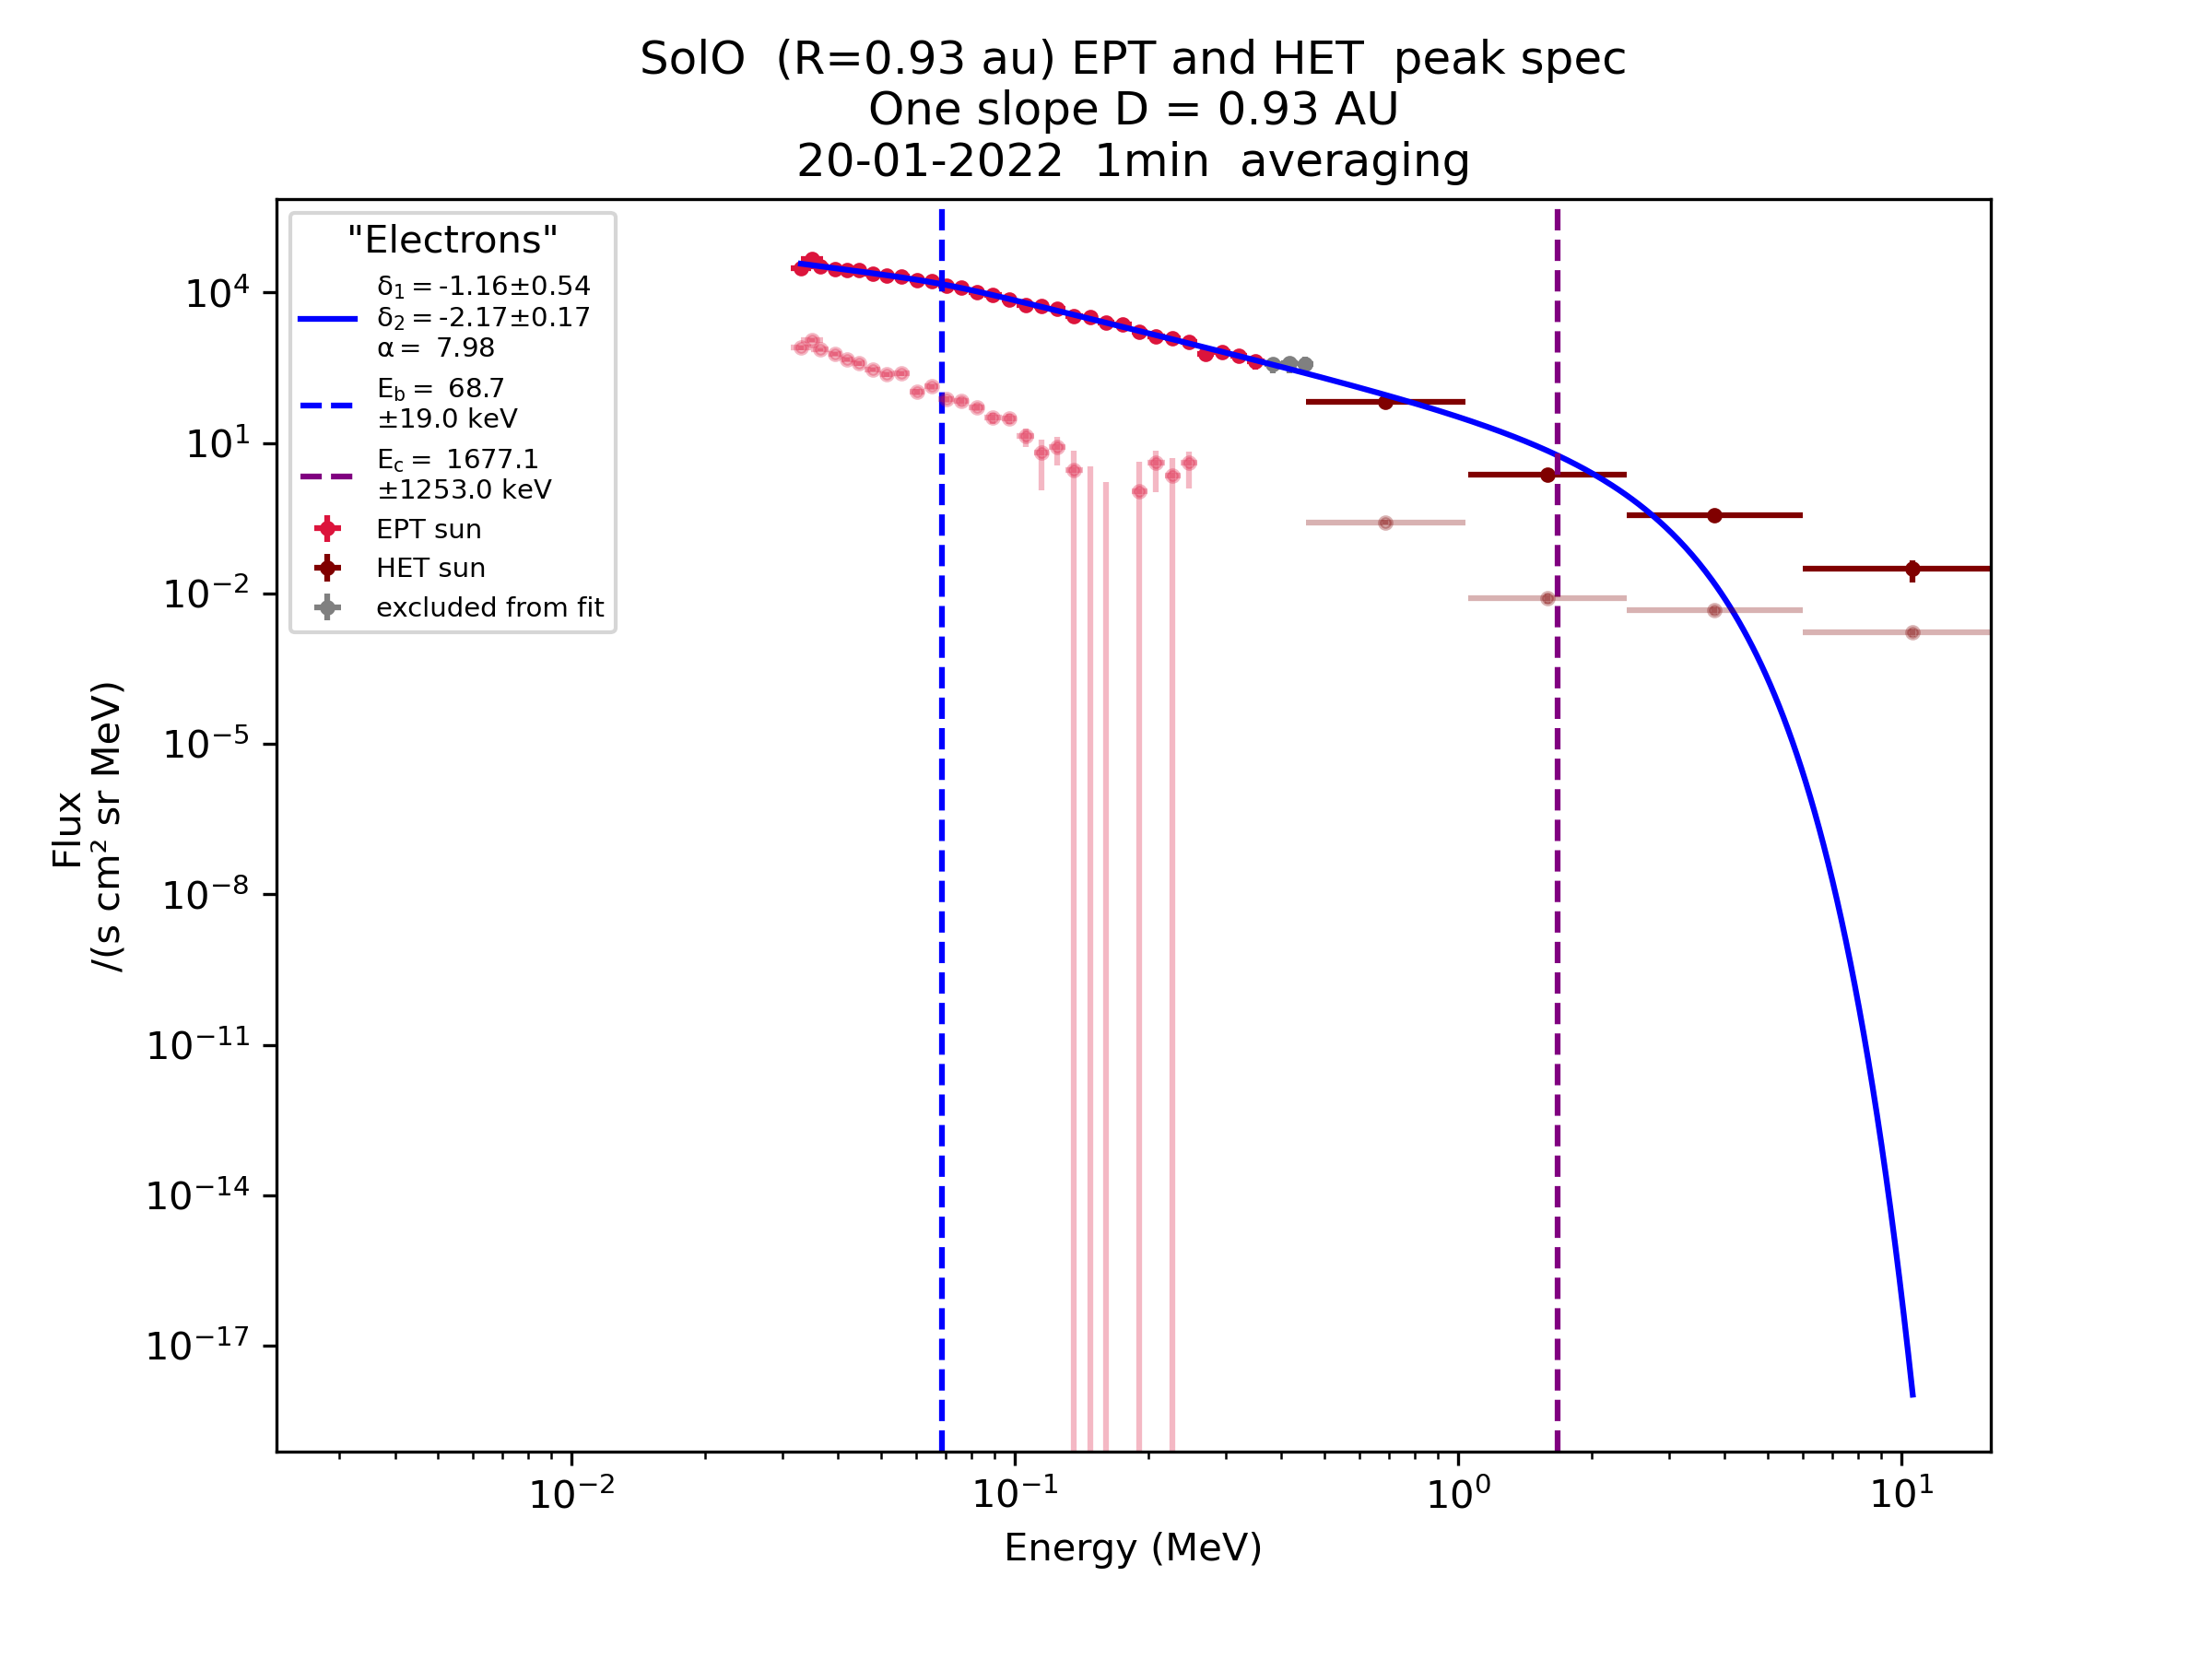 SolO  (R=0.93 au) EPT and HET  peak spec
One slope D = 0.93 AU
20-01-2022  1min  averaging
"Electrons"
δ₁ = -1.16±0.54
δ₂ = -2.17±0.17
α = 7.98
E_b = 68.7
±19.0 keV
E_c = 1677.1
±1253.0 keV
EPT sun
HET sun
excluded from fit
10⁴
10¹
10⁻²
10⁻⁵
10⁻⁸
10⁻¹¹
10⁻¹⁴
10⁻¹⁷
Flux
/(s cm² sr MeV)
10⁻²
10⁻¹
10⁰
10¹
Energy (MeV)